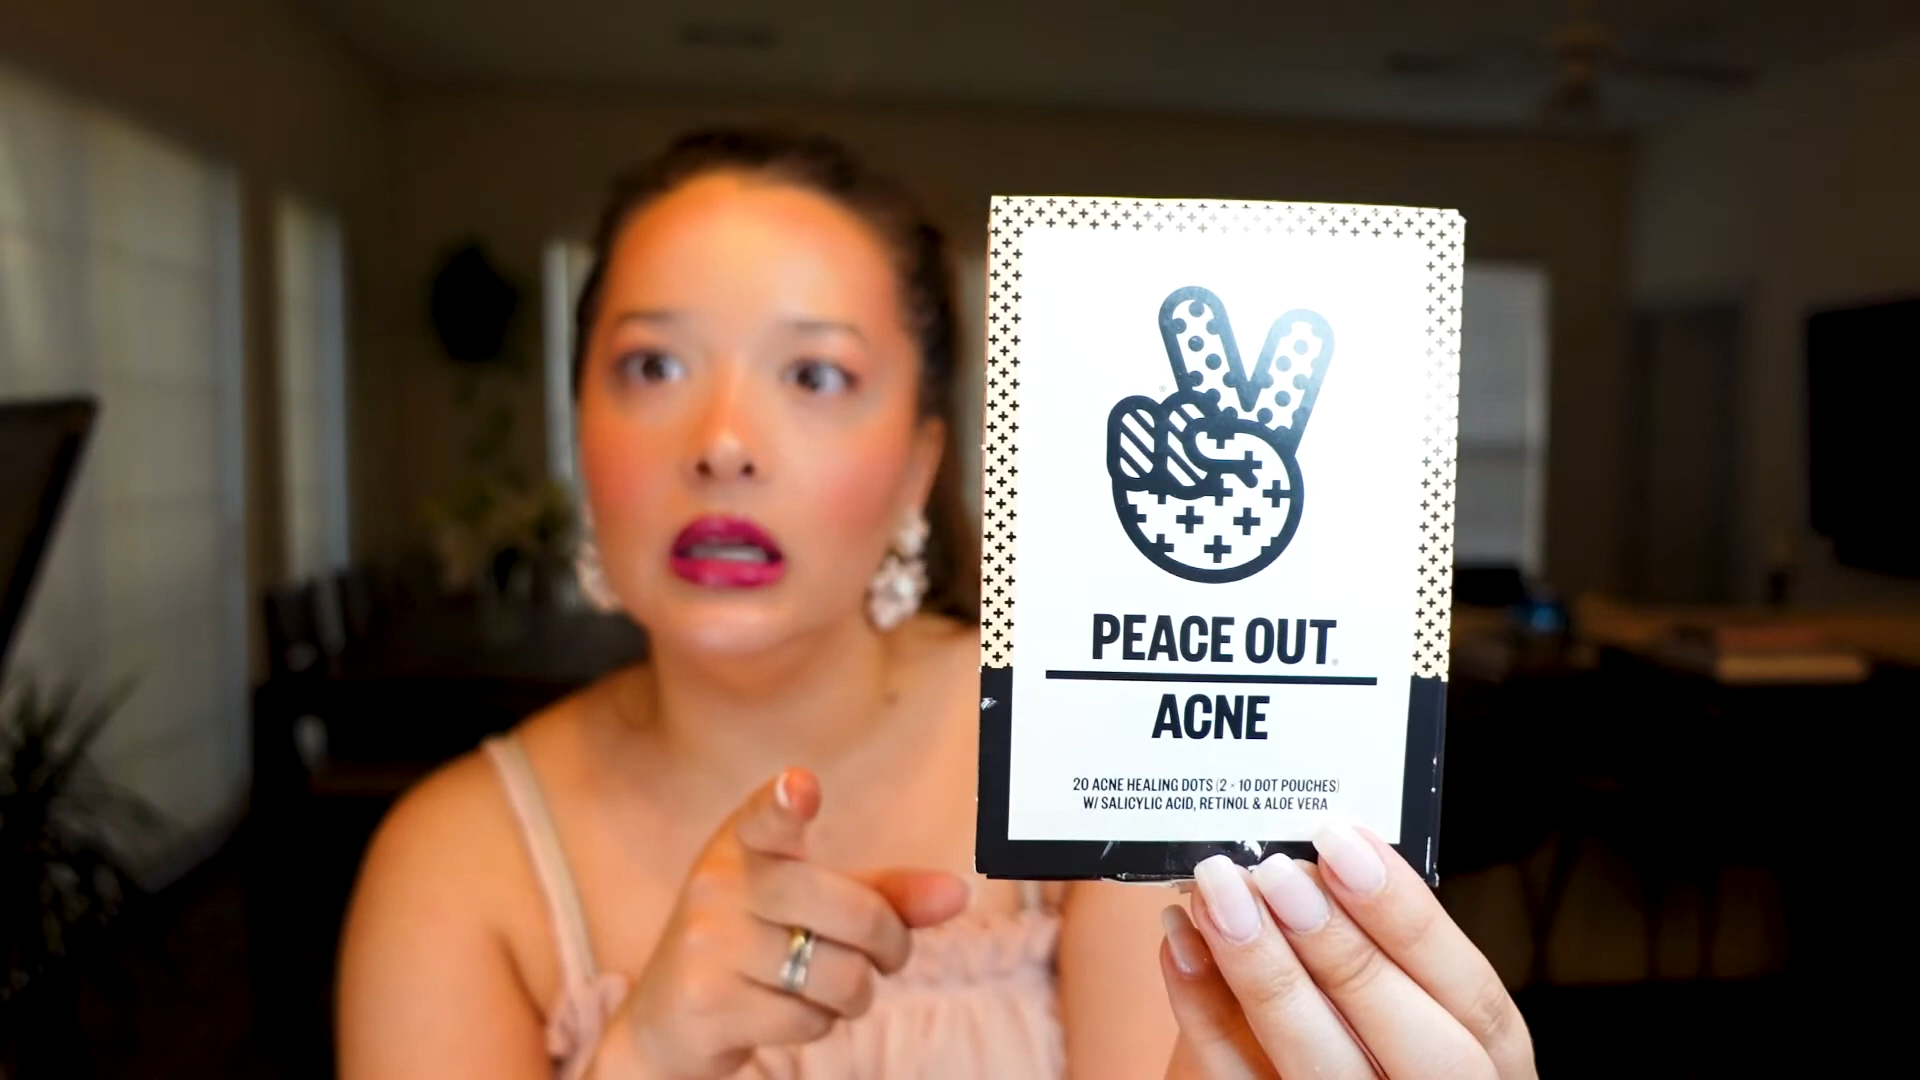 PEACE OUT
ACNE
20 ACNE HEALING DOTS (2 - 10 DOT POUCHES)
W/ SALICYLIC ACID, RETINOL & ALOE VERA